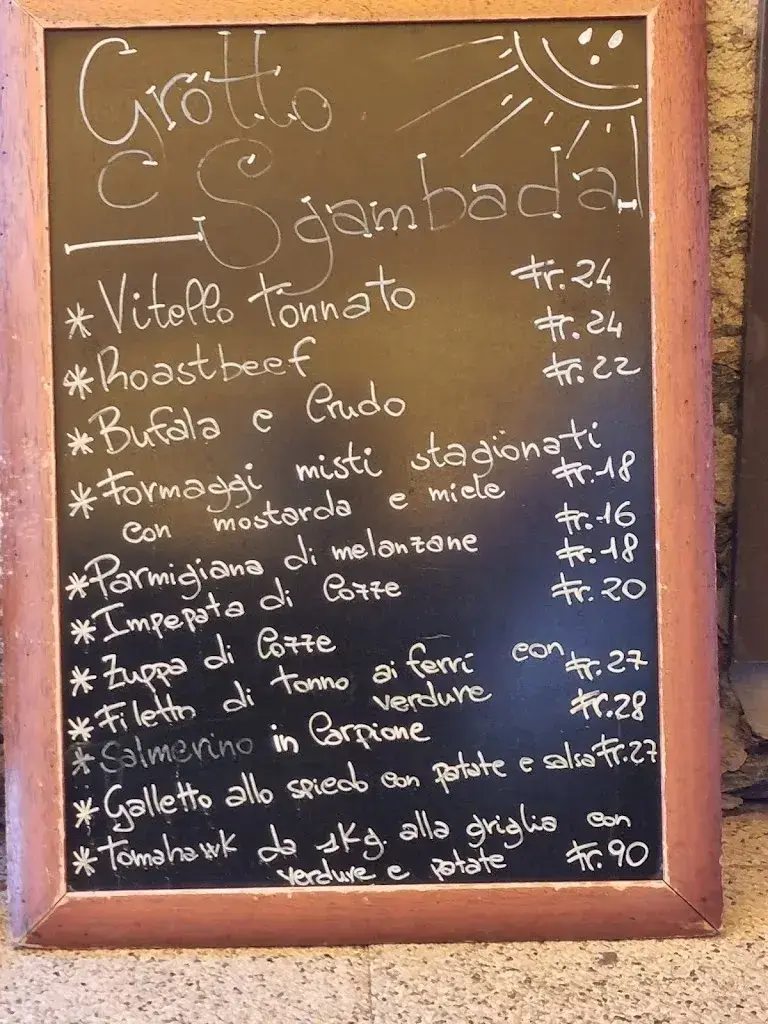 Grotto
C Sgambadal
* Vitello tonnato Fr. 24
* Roastbeef Fr. 24
* Bufala e Crudo Fr. 22
* Formaggi misti stagionati
con mostarda e miele Fr. 18
* Parmigiana di melanzane Fr. 16
* Impepata di Cozze Fr. 18
* Zuppa di Cozze Fr. 20
* Filetto di tonno ai ferri con
verdure Fr. 27
* Salmerino in Carpione Fr. 28
* Galletto allo spiedo con patate e salsa Fr. 27
* Tomahawk da 1Kg. alla griglia con
verdure e patate Fr. 90